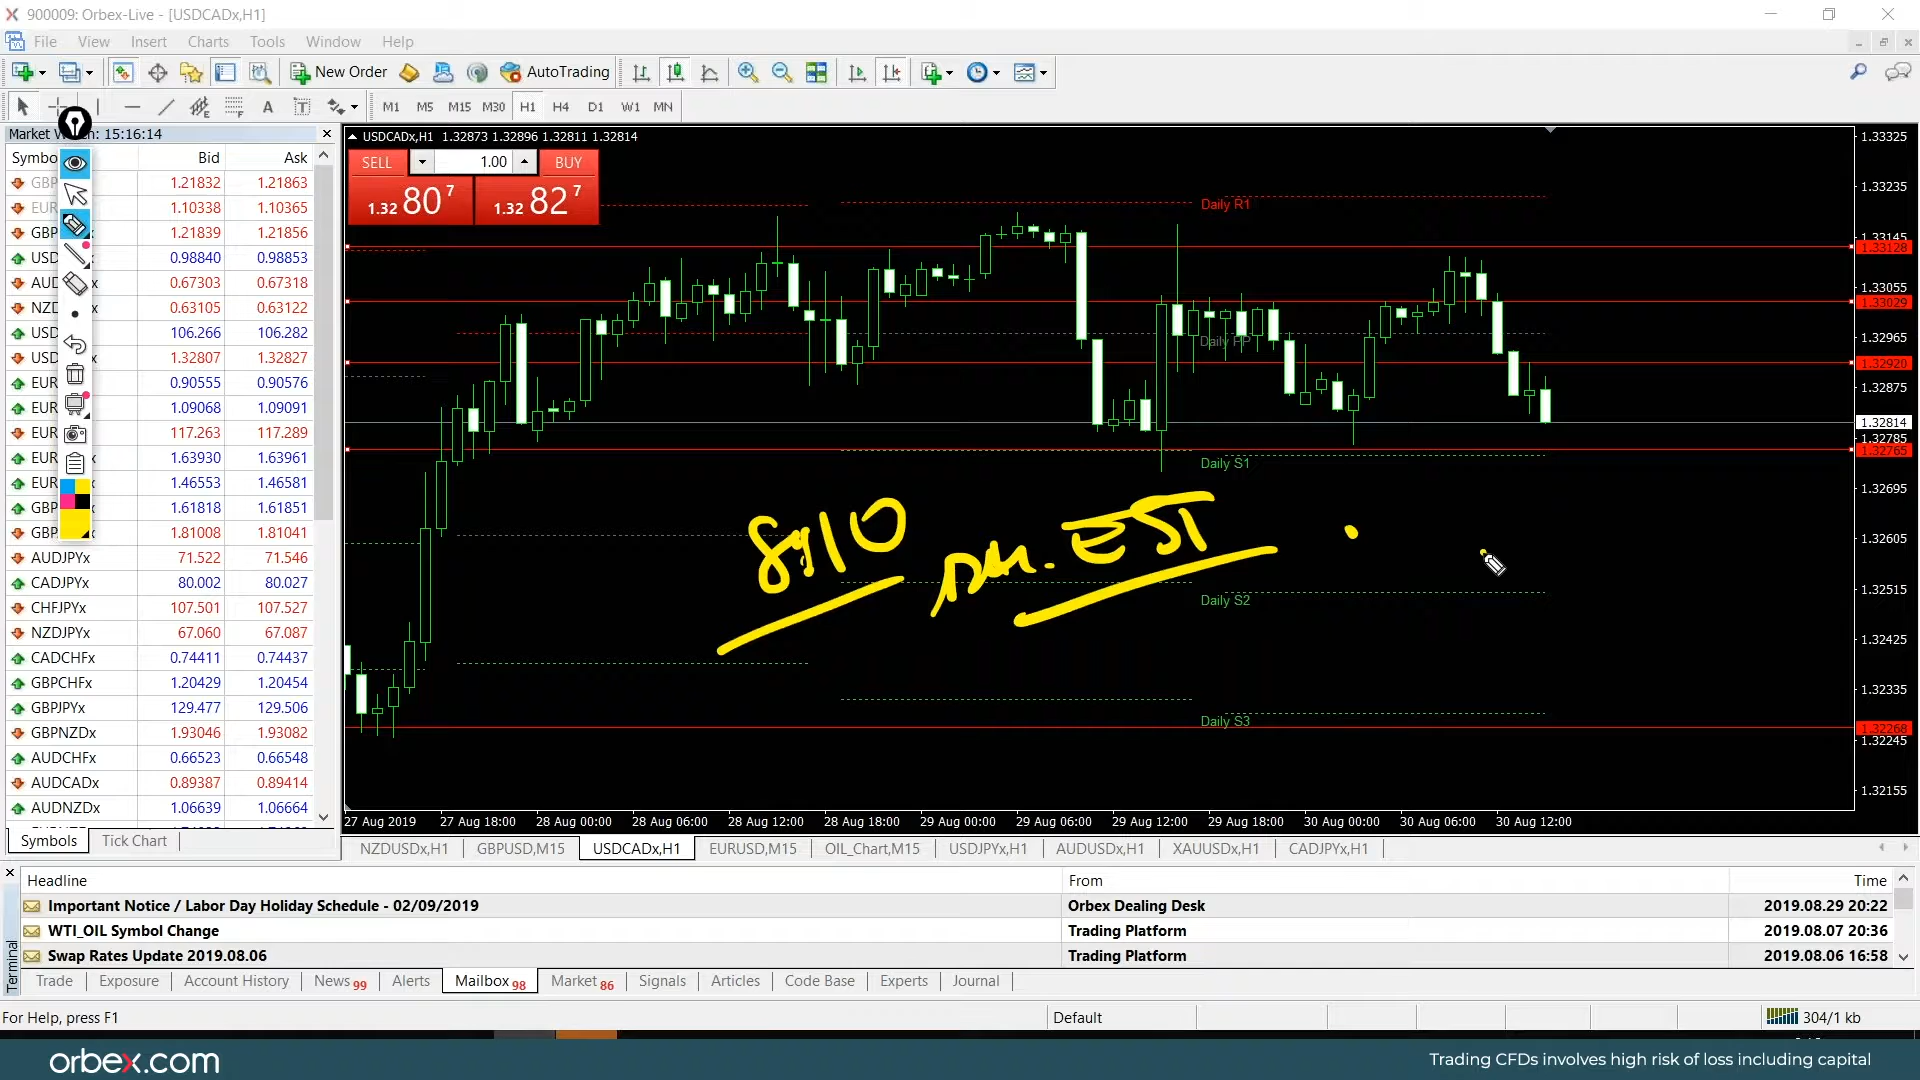 900009: Orbex-Live - [USDCADx,H1]
File View Insert Charts Tools Window Help
New Order AutoTrading
A T M1 M5 M15 M30 H1 H4 D1 W1 MN
Market W : 15:16:14
Symbo Bid Ask
GBP 1.21832 1.21863
EUR 1.10338 1.10365
GBP 1.21839 1.21856
USD 0.98840 0.98853
AUD x 0.67303 0.67318
NZD x 0.63105 0.63122
USD 106.266 106.282
USD x 1.32807 1.32827
EUR 0.90555 0.90576
EUR 1.09068 1.09091
EUR 117.263 117.289
EUR 1.63930 1.63961
EUR 1.46553 1.46581
GBP 1.61818 1.61851
GBP 1.81008 1.81041
AUDJPYx 71.522 71.546
CADJPYx 80.002 80.027
CHFJPYx 107.501 107.527
NZDJPYx 67.060 67.087
CADCHFx 0.74411 0.74437
GBPCHFx 1.20429 1.20454
GBPJPYx 129.477 129.506
GBPNZDx 1.93046 1.93082
AUDCHFx 0.66523 0.66548
AUDCADx 0.89387 0.89414
AUDNZDx 1.06639 1.06664
Symbols Tick Chart
USDCADx,H1 1.32873 1.32896 1.32811 1.32814
SELL 1.00 BUY
1.32 80 7 1.32 82 7
Daily R1
Daily PP
Daily S1
Daily S2
Daily S3
EST
1.33325
1.33235
1.33145
1.33128
1.33055
1.33029
1.32965
1.32920
1.32875
1.32814
1.32785
1.32765
1.32695
1.32605
1.32515
1.32425
1.32335
1.32268
1.32245
1.32155
27 Aug 2019 27 Aug 18:00 28 Aug 00:00 28 Aug 06:00 28 Aug 12:00 28 Aug 18:00 29 Aug 00:00 29 Aug 06:00 29 Aug 12:00 29 Aug 18:00 30 Aug 00:00 30 Aug 06:00 30 Aug 12:00
NZDUSDx,H1 GBPUSD,M15 USDCADx,H1 EURUSD,M15 OIL_Chart,M15 USDJPYx,H1 AUDUSDx,H1 XAUUSDx,H1 CADJPYx,H1
Headline From Time
Important Notice / Labor Day Holiday Schedule - 02/09/2019 Orbex Dealing Desk 2019.08.29 20:22
WTI_OIL Symbol Change Trading Platform 2019.08.07 20:36
Swap Rates Update 2019.08.06 Trading Platform 2019.08.06 16:58
Terminal
Trade Exposure Account History News 99 Alerts Mailbox 98 Market 86 Signals Articles Code Base Experts Journal
For Help, press F1 Default 304/1 kb
orbex.com Trading CFDs involves high risk of loss including capital